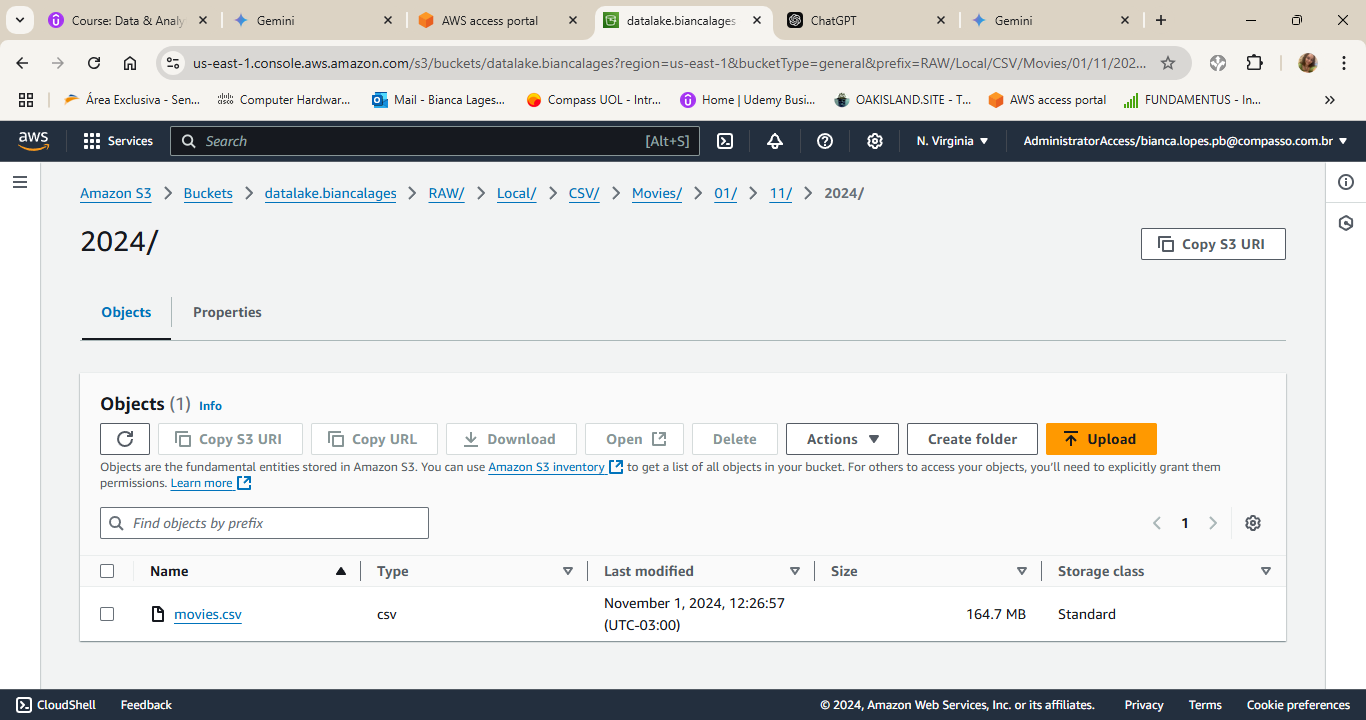 Course: Data & Analy
Gemini
AWS access portal
datalake.biancalages
ChatGPT
Gemini
us-east-1.console.aws.amazon.com/s3/buckets/datalake.biancalages?region=us-east-1&bucketType=general&prefix=RAW/Local/CSV/Movies/01/11/202...
Área Exclusiva - Sen...
Computer Hardwar...
Mail - Bianca Lages...
Compass UOL - Intr...
Home | Udemy Busi...
OAKISLAND.SITE - T...
AWS access portal
FUNDAMENTUS - In...
aws Services Search [Alt+S] N. Virginia AdministratorAccess/bianca.lopes.pb@compasso.com.br
Amazon S3 Buckets datalake.biancalages RAW/ Local/ CSV/ Movies/ 01/ 11/ 2024/
2024/
Copy S3 URI
Objects Properties
Objects (1) Info
Copy S3 URI Copy URL Download Open Delete Actions Create folder Upload
Objects are the fundamental entities stored in Amazon S3. You can use Amazon S3 inventory to get a list of all objects in your bucket. For others to access your objects, you'll need to explicitly grant them
permissions. Learn more
Find objects by prefix
1
Name Type Last modified Size Storage class
movies.csv csv November 1, 2024, 12:26:57 (UTC-03:00) 164.7 MB Standard
CloudShell Feedback © 2024, Amazon Web Services, Inc. or its affiliates. Privacy Terms Cookie preferences